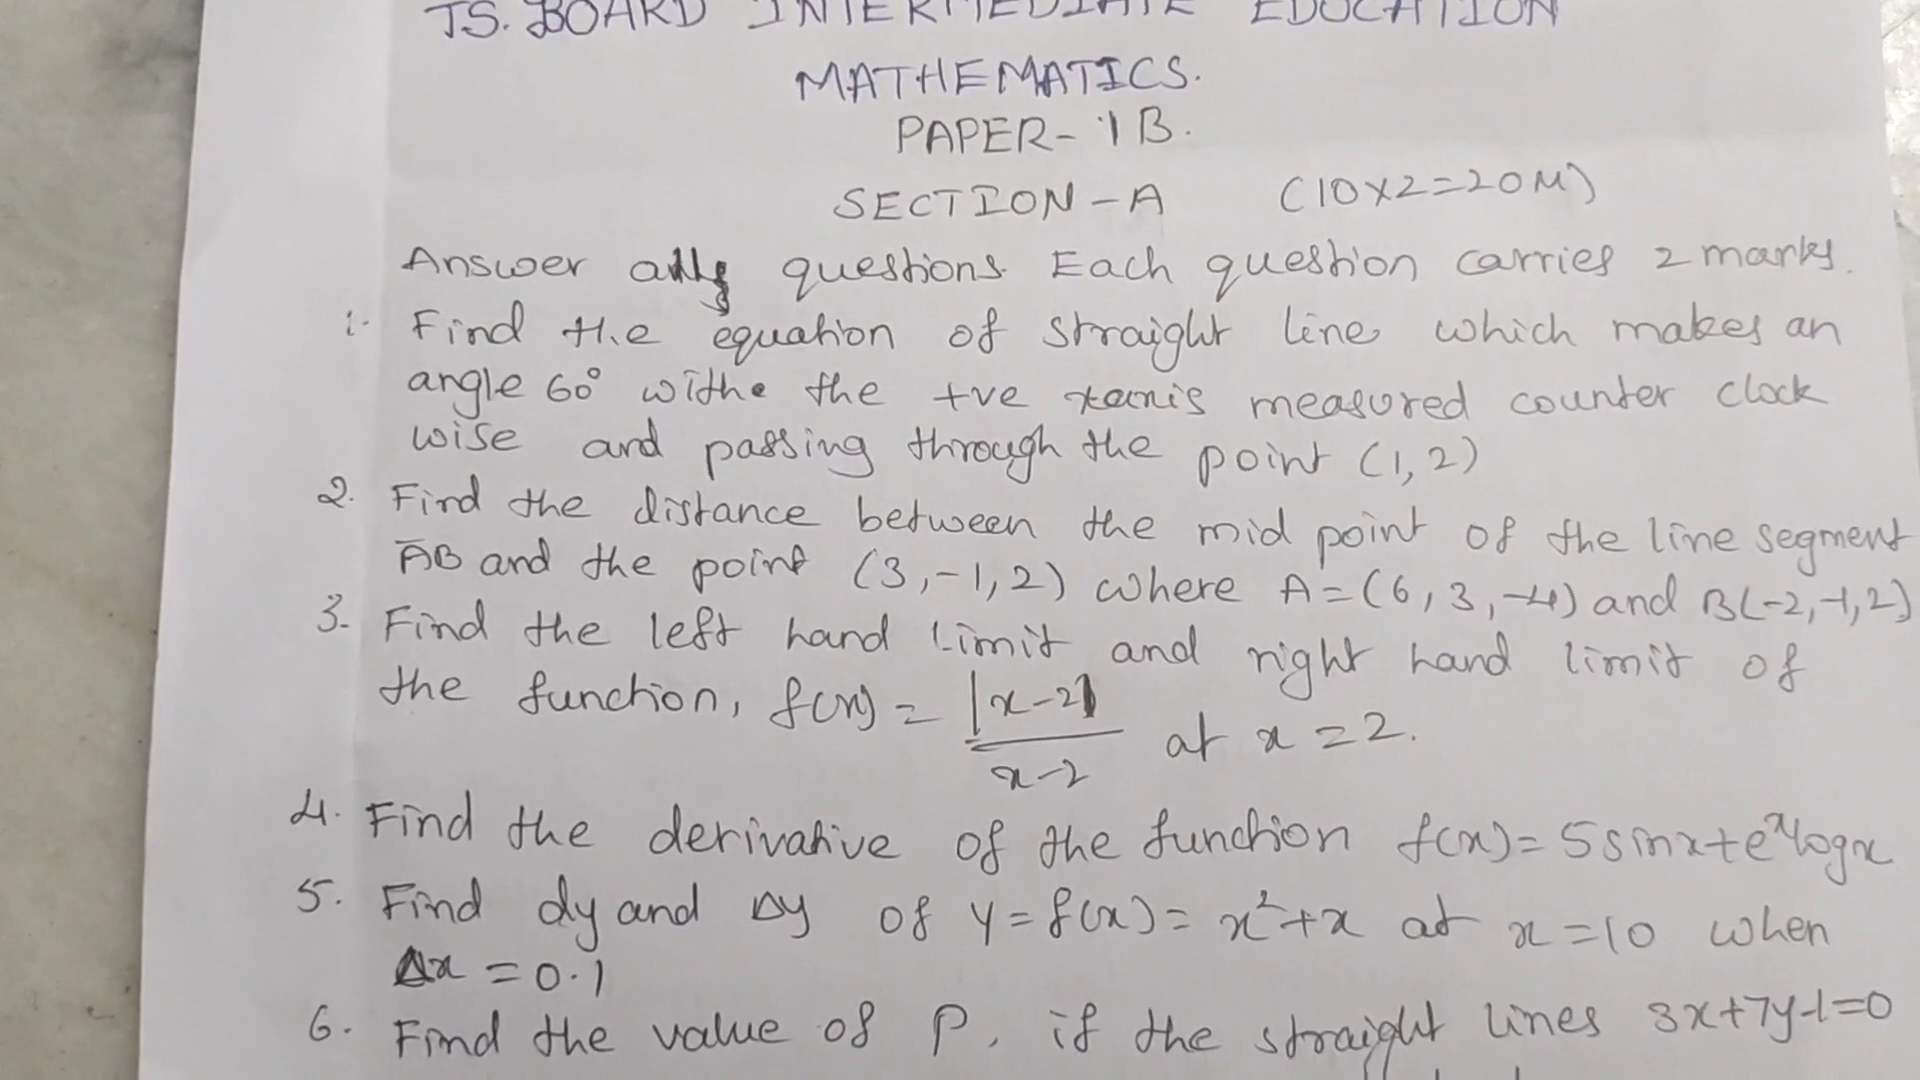 TS. BOARD INTERMEDIATE EDUCATION
MATHEMATICS.
PAPER- 1B.
SECTION-A (10x2=20M)
Answer all questions. Each question carries 2 marks.
1. Find the equation of straight line which makes an
angle 60° withe the +ve measured counter clock
wise and passing through the point (1,2)
2. Find the distance between the mid point of the line segment
AB and the point (3,-1,2) where A=(6,3,-4) and B(-2,-1,2)
3. Find the left hand limit and right hand limit of
the function, f(x) = |x-2|/x-2 at x=2.
4. Find the derivative of the function f(x)=5sinx+eˣlogx
5. Find dy and Δy of y=f(x)=x²+x at x=10 when
Δx=0.1
6. Find the value of P, if the straight lines 3x+7y-1=0